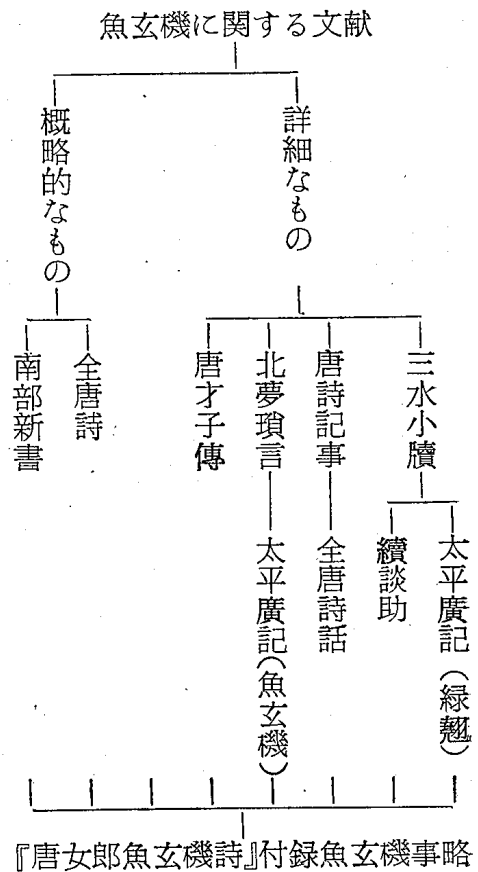 魚玄機に関する文献
詳細なもの
概略的なもの
三水小牘
唐詩記事
北夢瑣言
唐才子傳
全唐詩
南部新書
太平廣記（緑翹）
續談助
全唐詩話
太平廣記（魚玄機）
『唐女郎魚玄機詩』付録魚玄機事略